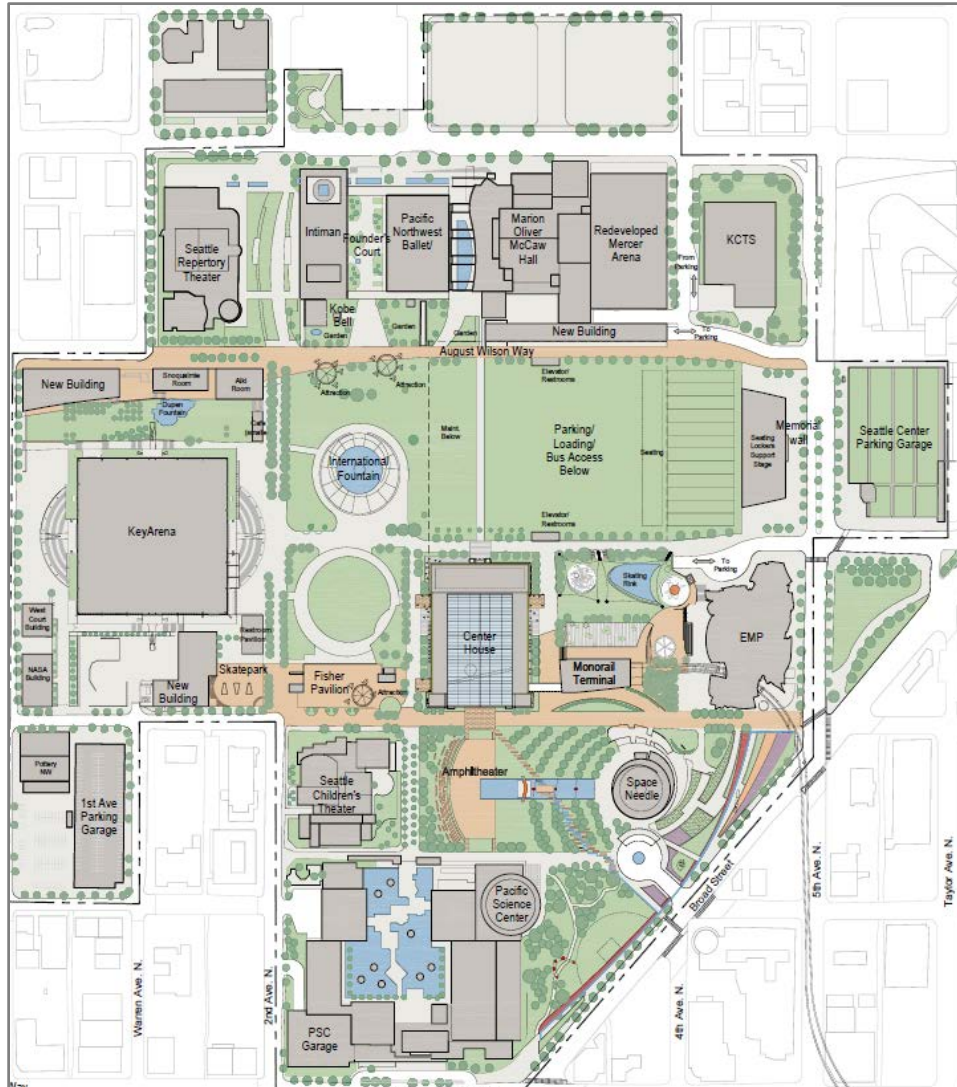 Seattle
Repertory
Theater
Intiman
Founder's
Court
Pacific
Northwest
Ballet/
Marion
Oliver
McCaw
Hall
Redeveloped
Mercer
Arena
KCTS
From
Parking
To
Parking
Kobe
Bell
Garden
Garden
Garden
New Building
August Wilson Way
New Building
Snoqualmie
Room
Alki
Room
Dupen
Fountain
Cafe
Attraction
Attraction
Elevator/
Restrooms
International
Fountain
Maint.
Below
Parking/
Loading/
Bus Access
Below
Seating
Seating
Lockers
Support
Stage
Memorial
wall
Seattle Center
Parking Garage
KeyArena
Elevator/
Restrooms
West
Court
Building
NASA
Building
Restroom
Pavilion
New
Building
Skatepark
Fisher
Pavilion
Attraction
Center
House
Skating
Rink
To
Parking
Monorail
Terminal
EMP
Pottery
NW
1st Ave
Parking
Garage
Seattle
Children's
Theater
Amphitheater
Space
Needle
Pacific
Science
Center
PSC
Garage
Broad Street
Warren Ave. N.
2nd Ave. N.
4th Ave. N.
5th Ave. N.
Taylor Ave. N.